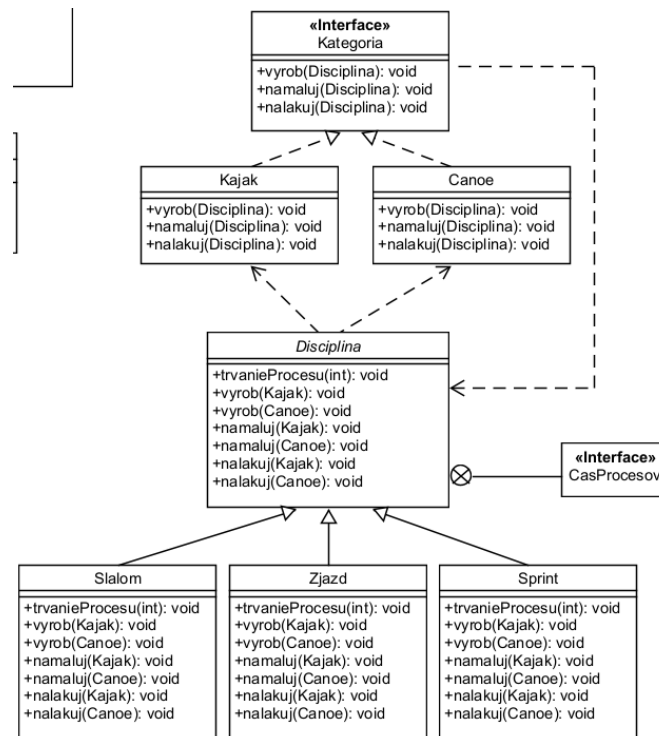 «Interface»
Kategoria
+vyrob(Disciplina): void
+namaluj(Disciplina): void
+nalakuj(Disciplina): void
Kajak
+vyrob(Disciplina): void
+namaluj(Disciplina): void
+nalakuj(Disciplina): void
Canoe
+vyrob(Disciplina): void
+namaluj(Disciplina): void
+nalakuj(Disciplina): void
Disciplina
+trvanieProcesu(int): void
+vyrob(Kajak): void
+vyrob(Canoe): void
+namaluj(Kajak): void
+namaluj(Canoe): void
+nalakuj(Kajak): void
+nalakuj(Canoe): void
«Interface»
CasProcesov
Slalom
+trvanieProcesu(int): void
+vyrob(Kajak): void
+vyrob(Canoe): void
+namaluj(Kajak): void
+namaluj(Canoe): void
+nalakuj(Kajak): void
+nalakuj(Canoe): void
Zjazd
+trvanieProcesu(int): void
+vyrob(Kajak): void
+vyrob(Canoe): void
+namaluj(Kajak): void
+namaluj(Canoe): void
+nalakuj(Kajak): void
+nalakuj(Canoe): void
Sprint
+trvanieProcesu(int): void
+vyrob(Kajak): void
+vyrob(Canoe): void
+namaluj(Kajak): void
+namaluj(Canoe): void
+nalakuj(Kajak): void
+nalakuj(Canoe): void